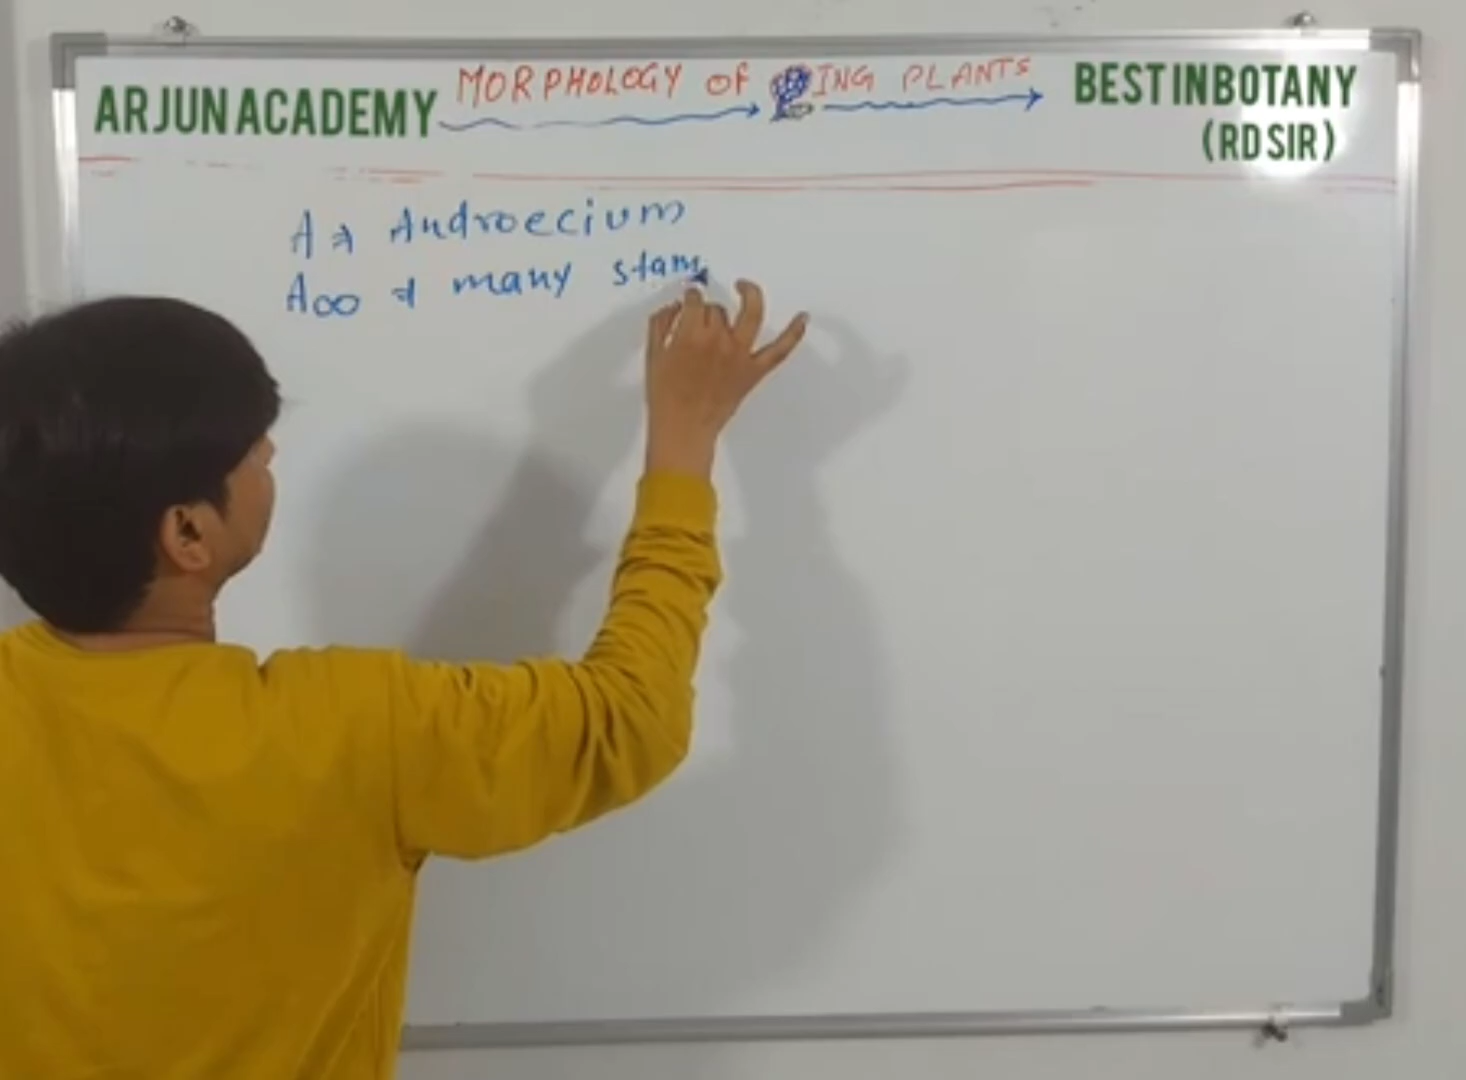 ARJUN ACADEMY MORPHOLOGY of ING PLANTS BEST IN BOTANY
(RD SIR)
A ⇒ Androecium
A∞ ⇒ many stam